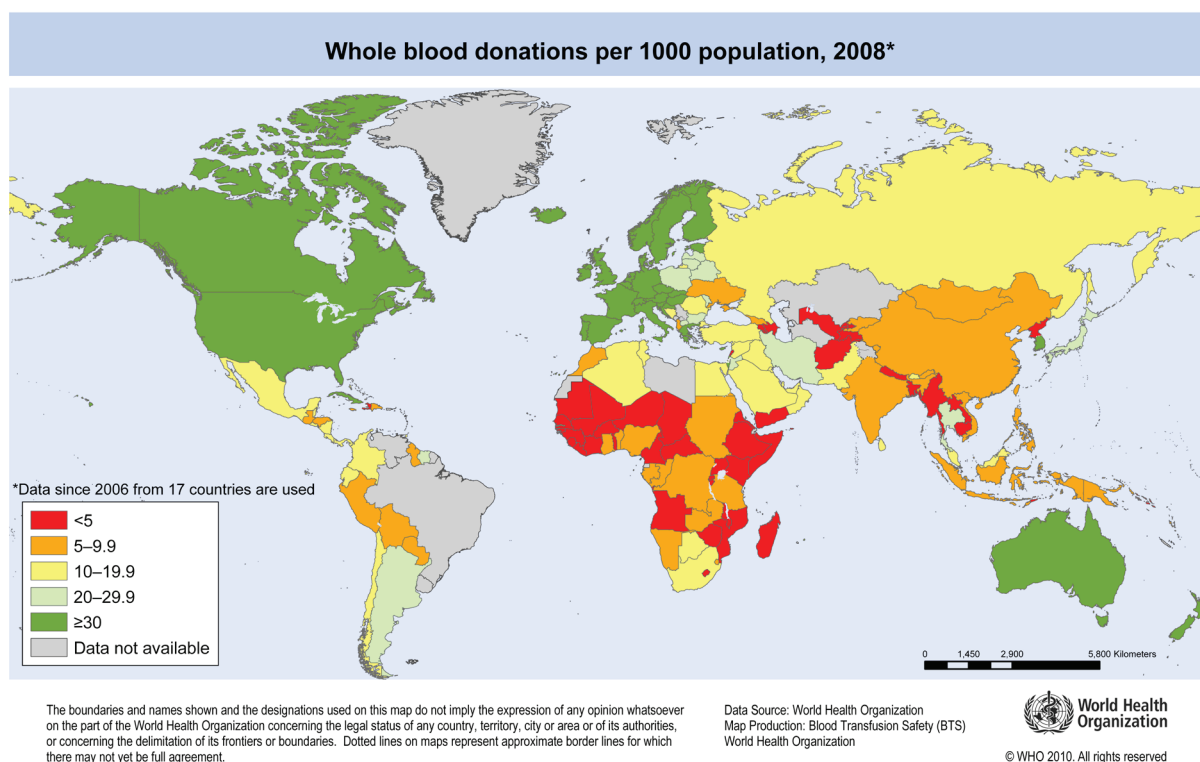 Whole blood donations per 1000 population, 2008*
*Data since 2006 from 17 countries are used
<5
5–9.9
10–19.9
20–29.9
≥30
Data not available
0 1,450 2,900 5,800 Kilometers
The boundaries and names shown and the designations used on this map do not imply the expression of any opinion whatsoever
on the part of the World Health Organization concerning the legal status of any country, territory, city or area or of its authorities,
or concerning the delimitation of its frontiers or boundaries.  Dotted lines on maps represent approximate border lines for which
there may not yet be full agreement.
Data Source: World Health Organization
Map Production: Blood Transfusion Safety (BTS)
World Health Organization
World Health
Organization
© WHO 2010. All rights reserved